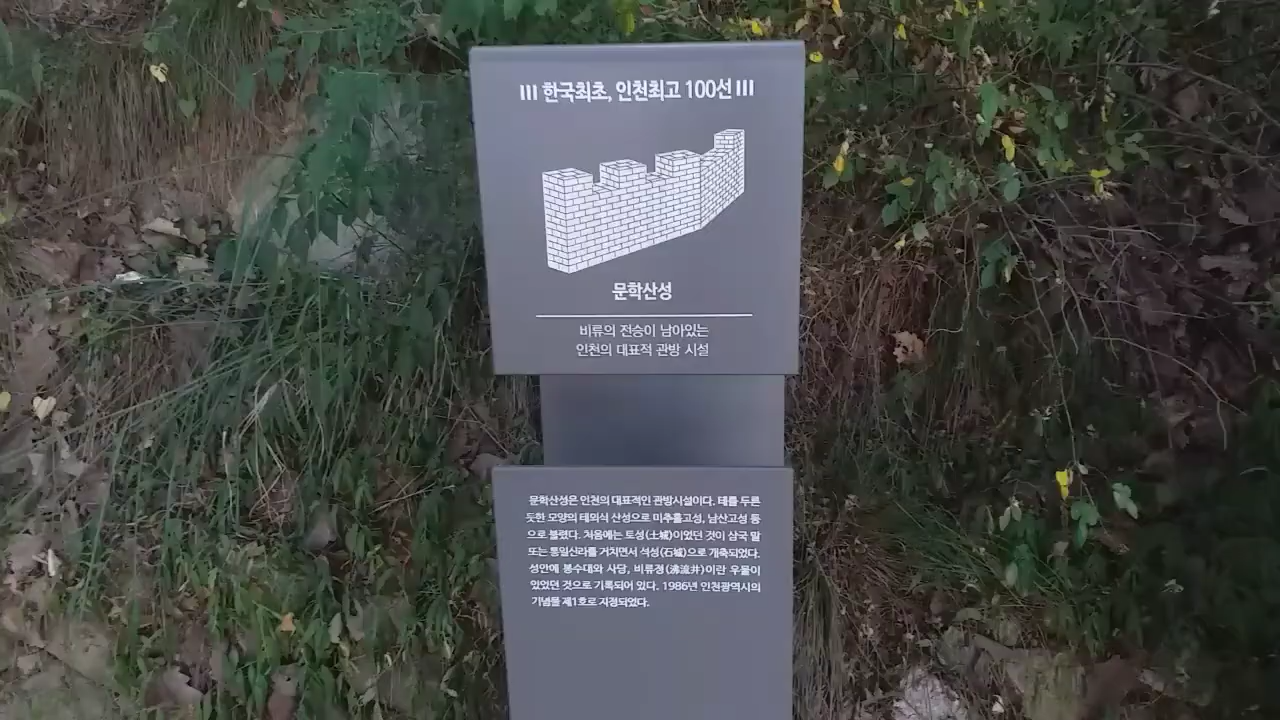 한국최초, 인천최고 100선
문학산성
비류의 전승이 남아있는
인천의 대표적 관방 시설
문학산성은 인천의 대표적인 관방시설이다. 테를 두른
듯한 모양의 테뫼식 산성으로 미추홀고성, 남산고성 등
으로 불렸다. 처음에는 토성(土城)이었던 것이 삼국 말
또는 통일신라를 거치면서 석성(石城)으로 개축되었다.
성안에 봉수대와 사당, 비류정(沸流井)이란 우물이
있었던 것으로 기록되어 있다. 1986년 인천광역시의
기념물 제1호로 지정되었다.